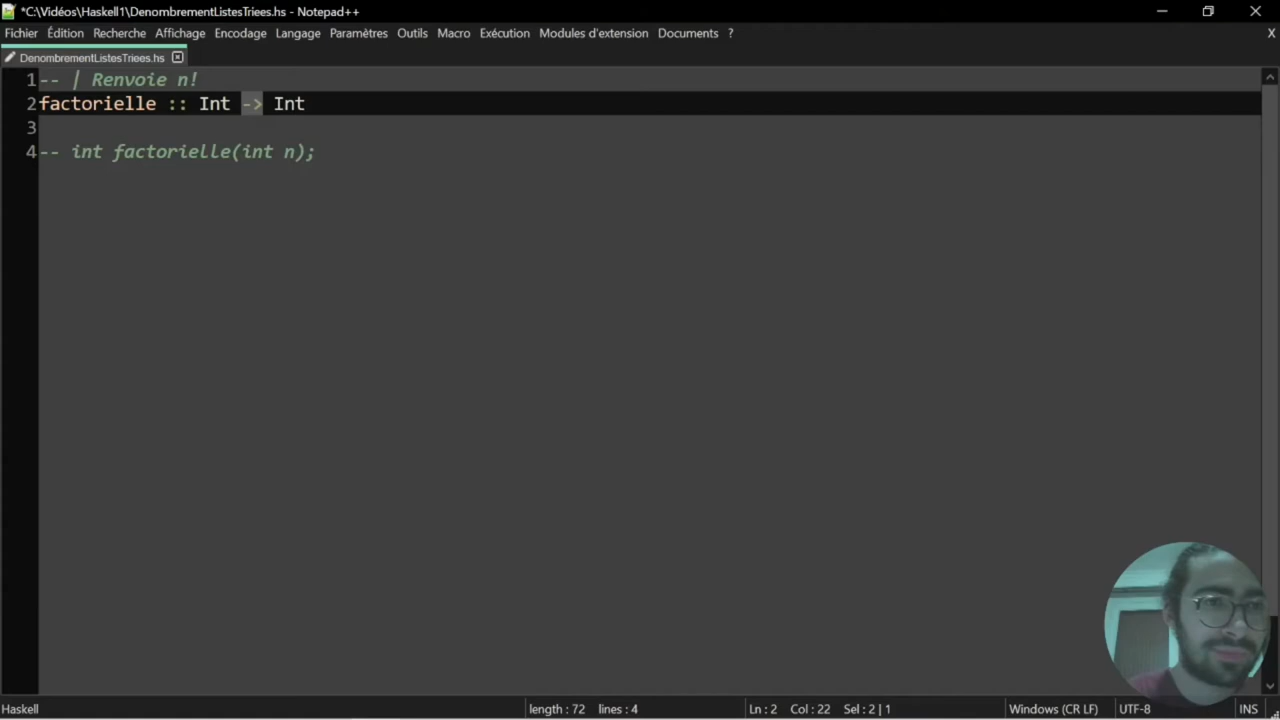 *C:\Vidéos\Haskell1\DenombrementListesTriees.hs - Notepad++
Fichier Édition Recherche Affichage Encodage Langage Paramètres Outils Macro Exécution Modules d'extension Documents ? X
DenombrementListesTriees.hs
1 -- | Renvoie n!
2 factorielle :: Int -> Int
3
4 -- int factorielle(int n);
Haskell length : 72 lines : 4 Ln : 2 Col : 22 Sel : 2 | 1 Windows (CR LF) UTF-8 INS